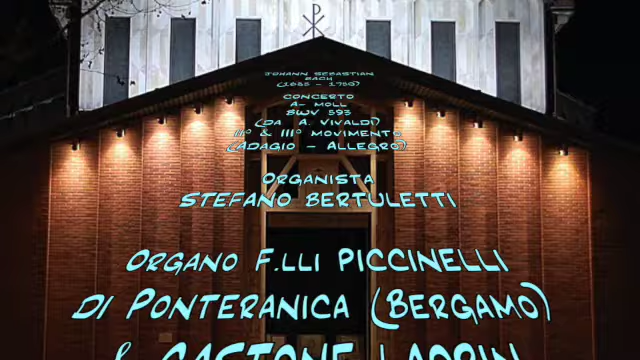 JOHANN SEBASTIAN
BACH
(1685 - 1750)
CONCERTO
A- MOLL
BWV 593
(DA A. VIVALDI)
II° & III° MOVIMENTO
(ADAGIO - ALLEGRO)
ORGANISTA
STEFANO BERTULETTI
ORGANO F.LLI PICCINELLI
DI PONTERANICA (BERGAMO)
& GASTONE